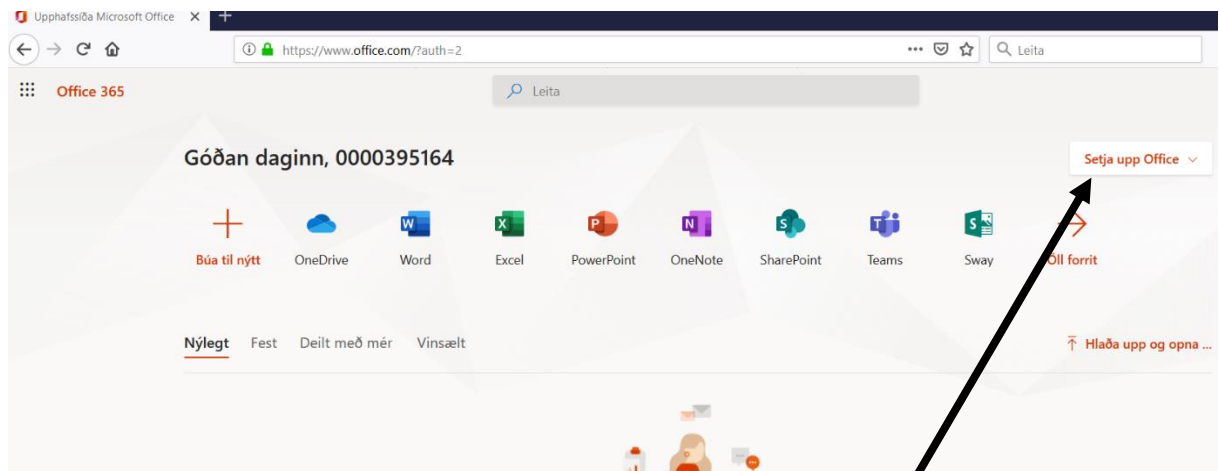 Upphafssíða Microsoft Office
https://www.office.com/?auth=2
Leita
Office 365
Leita
Góðan daginn, 0000395164
Setja upp Office
Búa til nýtt
OneDrive
Word
Excel
PowerPoint
OneNote
SharePoint
Teams
Sway
Öll forrit
Nýlegt Fest Deilt með mér Vinsælt
Hlaða upp og opna ...